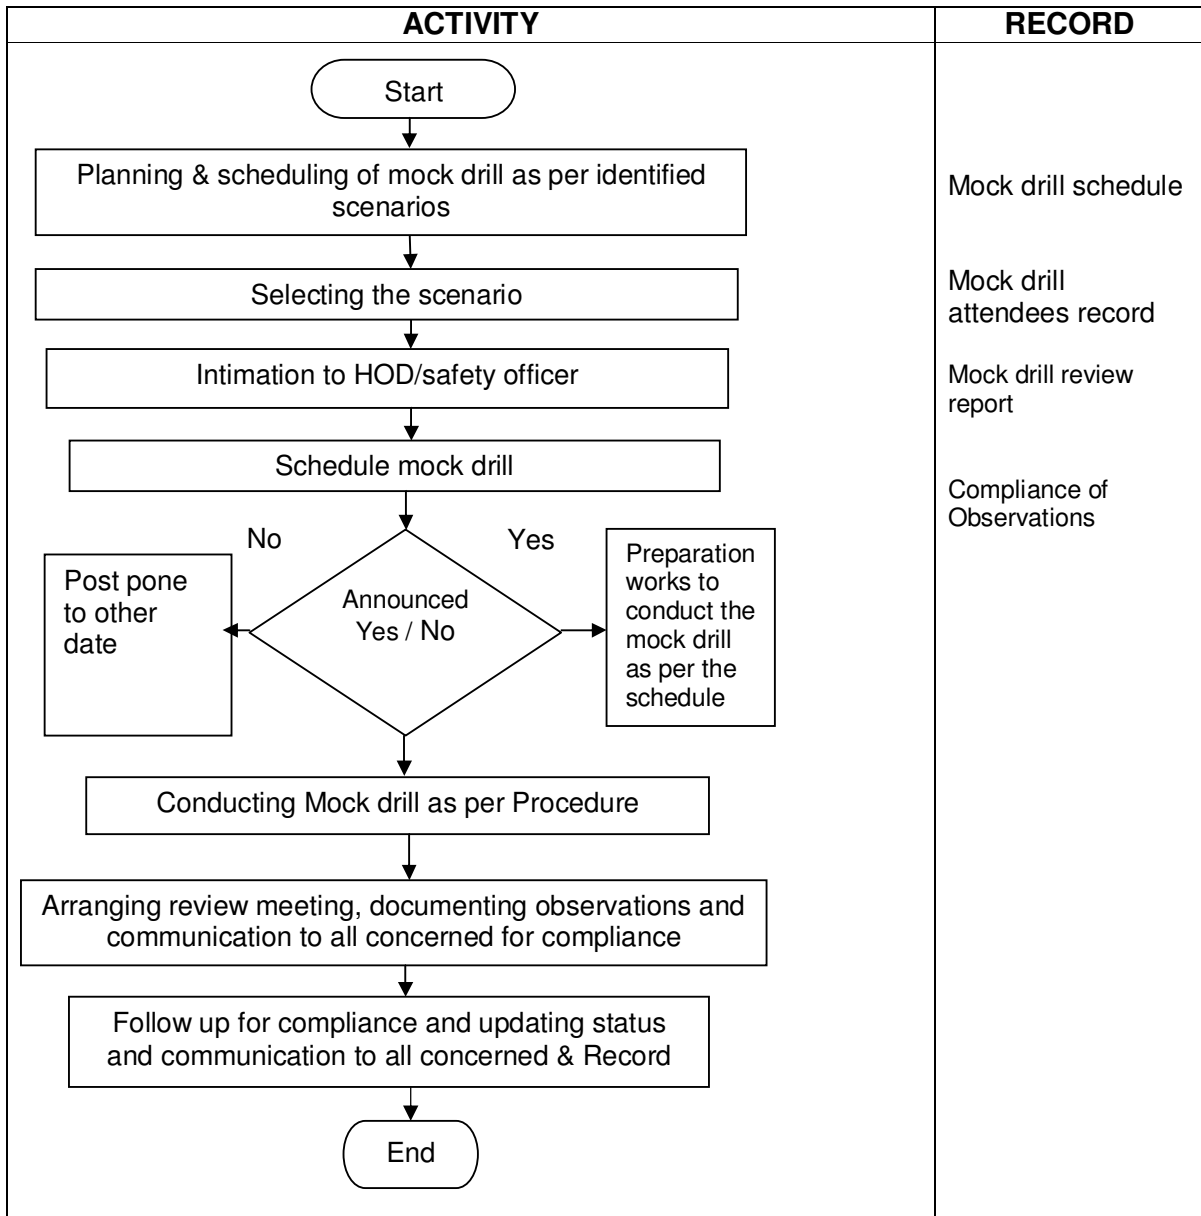 ACTIVITY
RECORD
Start
Planning & scheduling of mock drill as per identified
scenarios
Mock drill schedule
Selecting the scenario
Mock drill
attendees record
Intimation to HOD/safety officer
Mock drill review
report
Schedule mock drill
Compliance of
Observations
No
Yes
Post pone
to other
date
Announced
Yes / No
Preparation
works to
conduct the
mock drill
as per the
schedule
Conducting Mock drill as per Procedure
Arranging review meeting, documenting observations and
communication to all concerned for compliance
Follow up for compliance and updating status
and communication to all concerned & Record
End